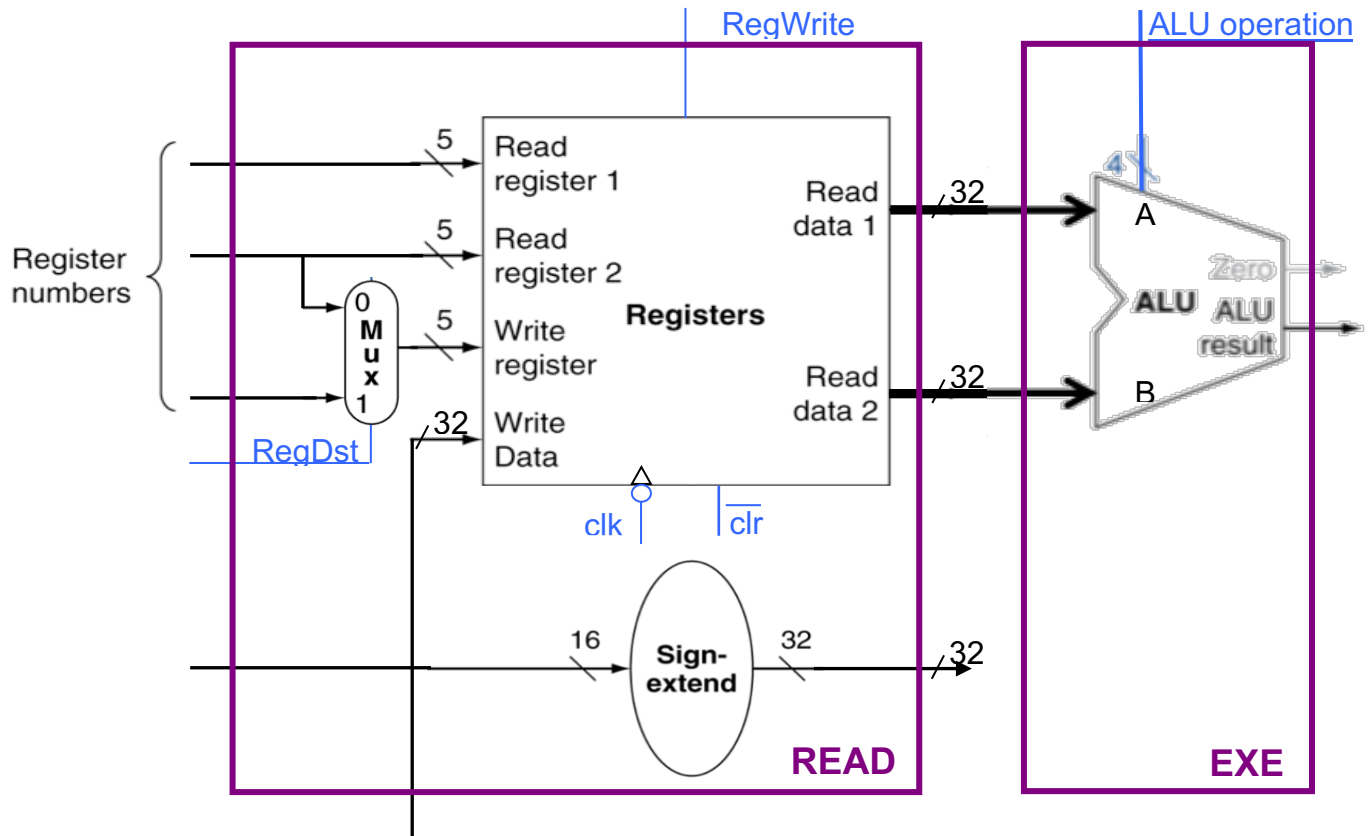 RegWrite
ALU operation
5
Read
register 1
Read
data 1
32
4
A
Register
numbers
5
Read
register 2
Registers
Zero
ALU
ALU
result
0
M
u
x
1
5
Write
register
Read
data 2
32
B
32
Write
Data
RegDst
clk
clr
16
Sign-
extend
32
32
READ
EXE